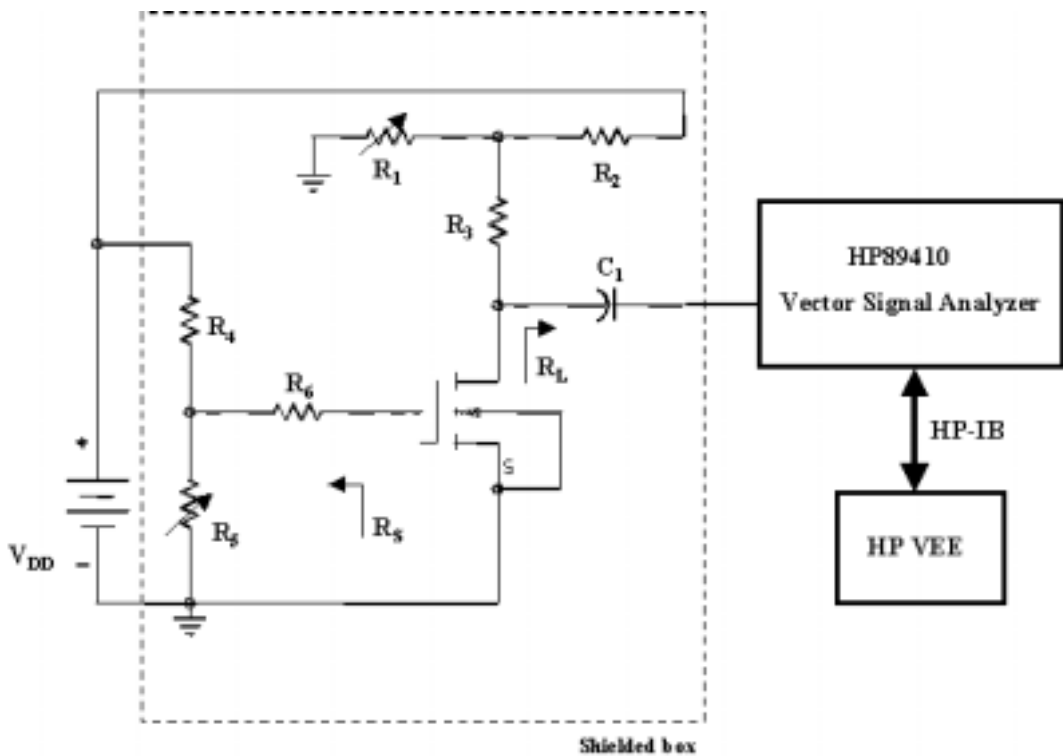 R1
R2
R3
C1
HP89410
Vector Signal Analyzer
R4
RL
R6
HP-IB
+
S
R5
RS
HP VEE
VDD
-
Shielded box